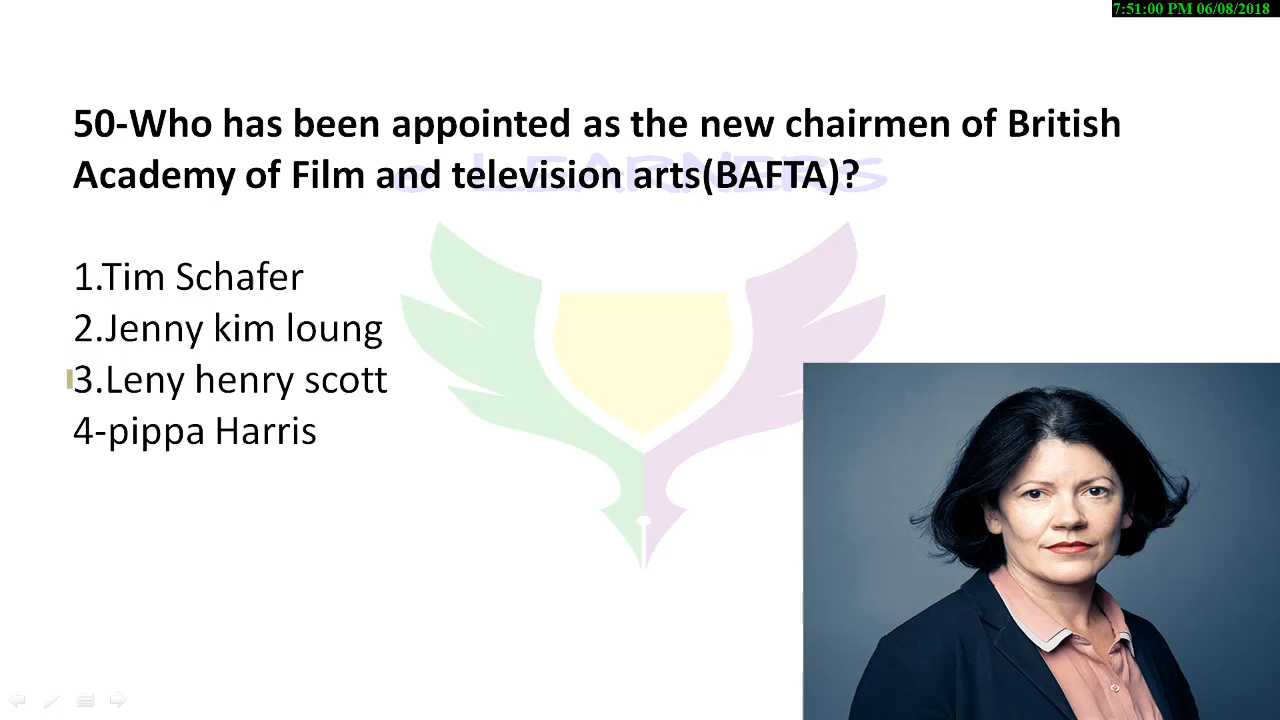 7:51:00 PM 06/08/2018
50-Who has been appointed as the new chairmen of British
Academy of Film and television arts(BAFTA)?
LEARNERS
1.Tim Schafer
2.Jenny kim loung
3.Leny henry scott
4-pippa Harris